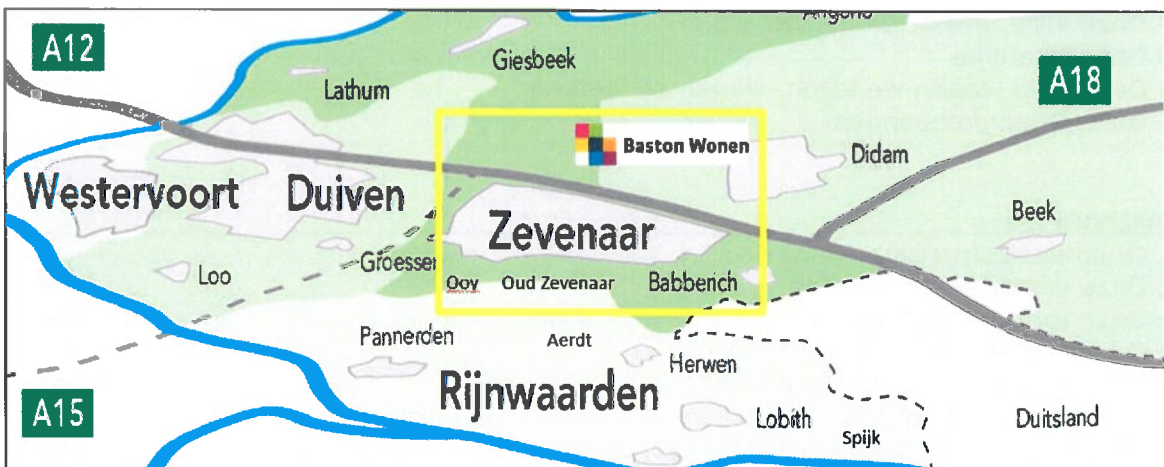 A12
Giesbeek
Lathum
A18
Baston Wonen
Didam
Westervoort
Duiven
Zevenaar
Beek
Loo
Groesser
Ooy
Oud Zevenaar
Babberich
Pannerden
Aerdt
Herwen
Rijnwaarden
A15
Lobith
Spijk
Duitsland